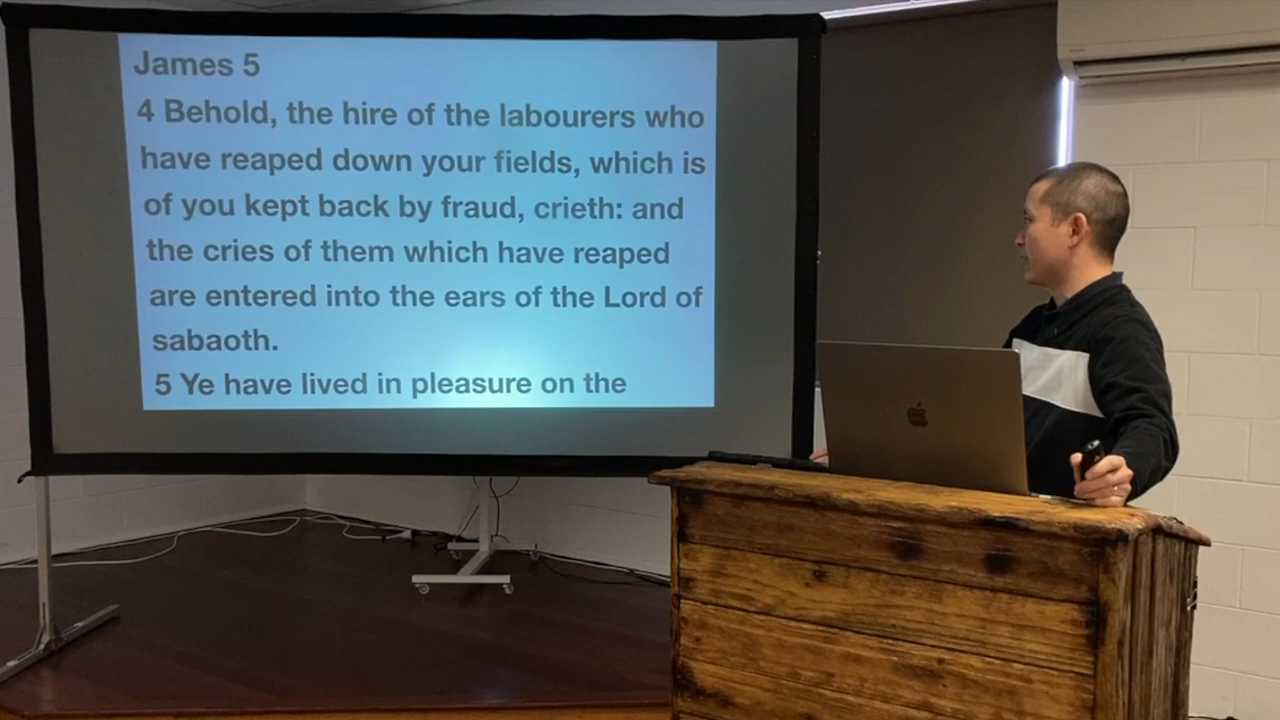 James 5
4 Behold, the hire of the labourers who
have reaped down your fields, which is
of you kept back by fraud, crieth: and
the cries of them which have reaped
are entered into the ears of the Lord of
sabaoth.
5 Ye have lived in pleasure on the